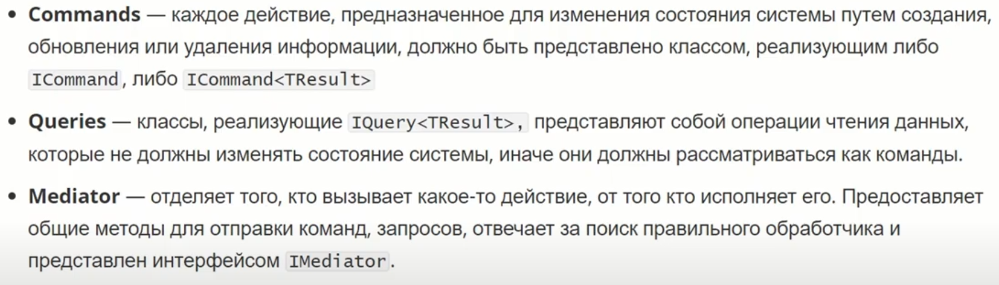 • Commands — каждое действие, предназначенное для изменения состояния системы путем создания,
обновления или удаления информации, должно быть представлено классом, реализующим либо
ICommand, либо ICommand<TResult>
• Queries — классы, реализующие IQuery<TResult>, представляют собой операции чтения данных,
которые не должны изменять состояние системы, иначе они должны рассматриваться как команды.
• Mediator — отделяет того, кто вызывает какое-то действие, от того кто исполняет его. Предоставляет
общие методы для отправки команд, запросов, отвечает за поиск правильного обработчика и
представлен интерфейсом IMediator.